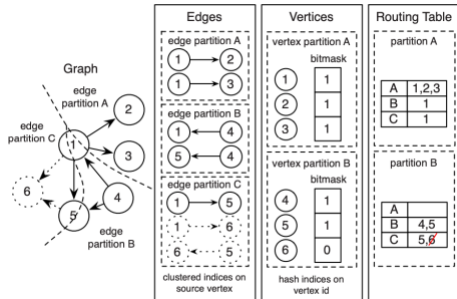 Edges
Vertices
Routing Table
Graph
edge
partition A
edge
partition C
edge
partition B
1
2
3
4
5
6
edge partition A
1 2
1 3
edge partition B
1 4
5 4
edge partition C
1 5
1 6
6 5
clustered indices on
source vertex
vertex partition A
bitmask
1 1
2 1
3 1
vertex partition B
bitmask
4 1
5 1
6 0
hash indices on
vertex id
partition A
A 1,2,3
B 1
C 1
partition B
A
B 4,5
C 5,6